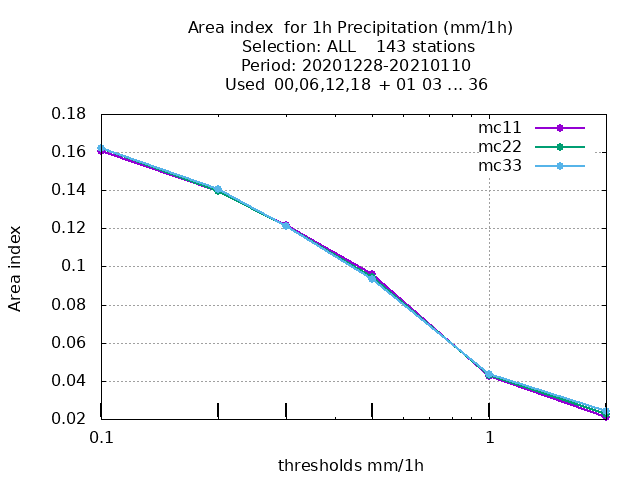 Area index  for 1h Precipitation (mm/1h)
Selection: ALL    143 stations
Period: 20201228-20210110
Used  00,06,12,18  + 01 03 ... 36
0.18
0.16
0.14
0.12
0.1
0.08
0.06
0.04
0.02
Area index
mc11
mc22
mc33
0.1
1
thresholds mm/1h